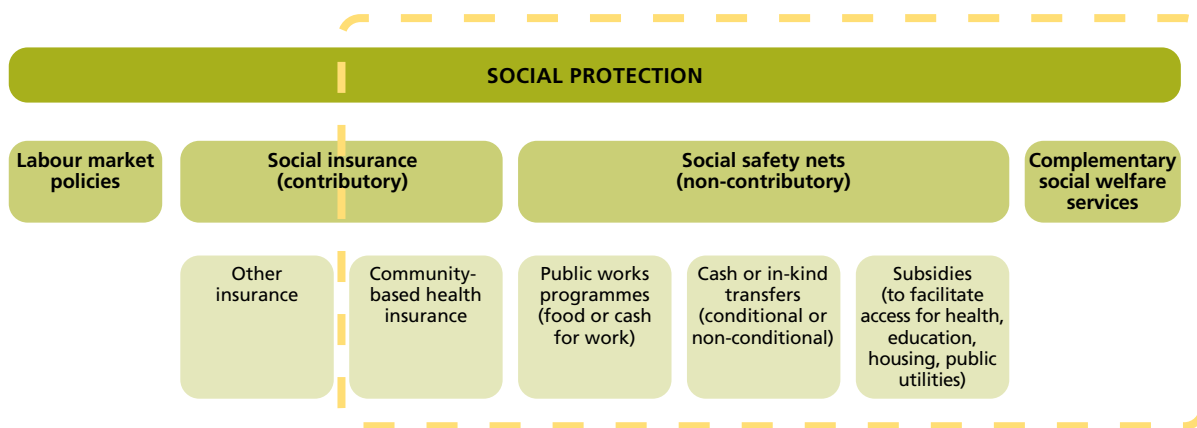 SOCIAL PROTECTION
Labour market
policies
Social insurance
(contributory)
Social safety nets
(non-contributory)
Complementary
social welfare
services
Other
insurance
Community-
based health
insurance
Public works
programmes
(food or cash
for work)
Cash or in-kind
transfers
(conditional or
non-conditional)
Subsidies
(to facilitate
access for health,
education,
housing, public
utilities)